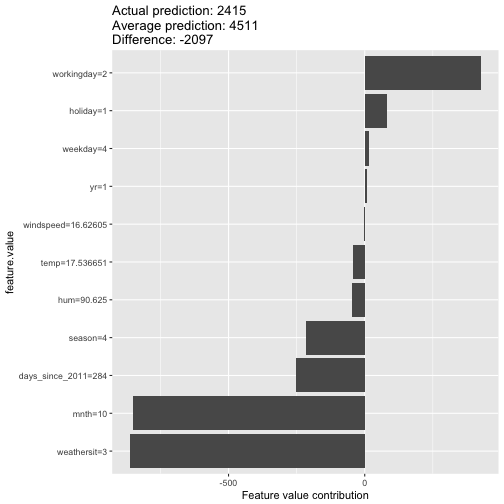 Actual prediction: 2415
Average prediction: 4511
Difference: -2097
workingday=2
holiday=1
weekday=4
yr=1
windspeed=16.62605
temp=17.536651
hum=90.625
season=4
days_since_2011=284
mnth=10
weathersit=3
feature.value
-500
0
Feature value contribution